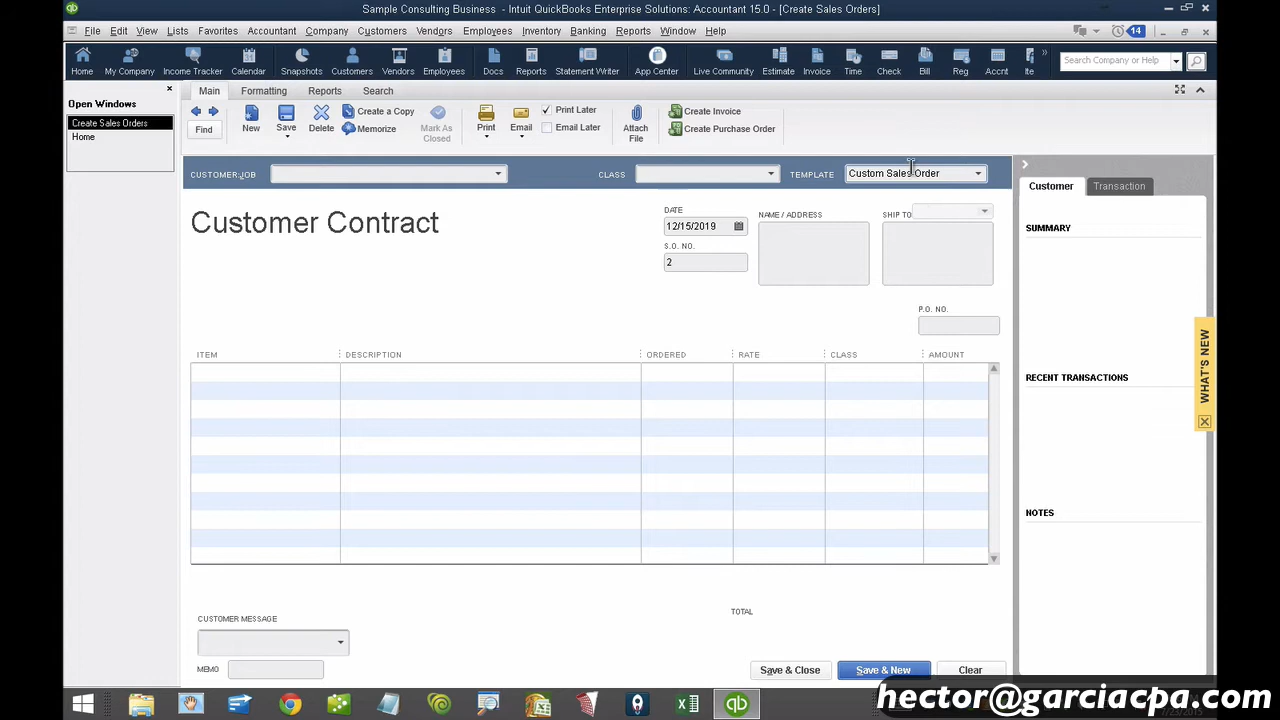 Sample Consulting Business - Intuit QuickBooks Enterprise Solutions: Accountant 15.0 - [Create Sales Orders]
File Edit View Lists Favorites Accountant Company Customers Vendors Employees Inventory Banking Reports Window Help 14
Home My Company Income Tracker Calendar Snapshots Customers Vendors Employees Docs Reports Statement Writer App Center Live Community Estimate Invoice Time Check Bill Reg Accnt Ite Search Company or Help
Open Windows
Create Sales Orders
Home
Main Formatting Reports Search
Find New Save Delete Create a Copy Memorize Mark As Closed Print Email Print Later Email Later Attach File Create Invoice Create Purchase Order
CUSTOMER:JOB CLASS TEMPLATE Custom Sales Order
Customer Contract
DATE
12/15/2019
S.O. NO.
2
NAME / ADDRESS
SHIP TO
P.O. NO.
ITEM DESCRIPTION ORDERED RATE CLASS AMOUNT
TOTAL
CUSTOMER MESSAGE
MEMO
Save & Close Save & New Clear
Customer Transaction
SUMMARY
RECENT TRANSACTIONS
NOTES
WHAT'S NEW
hector@garciacpa.com